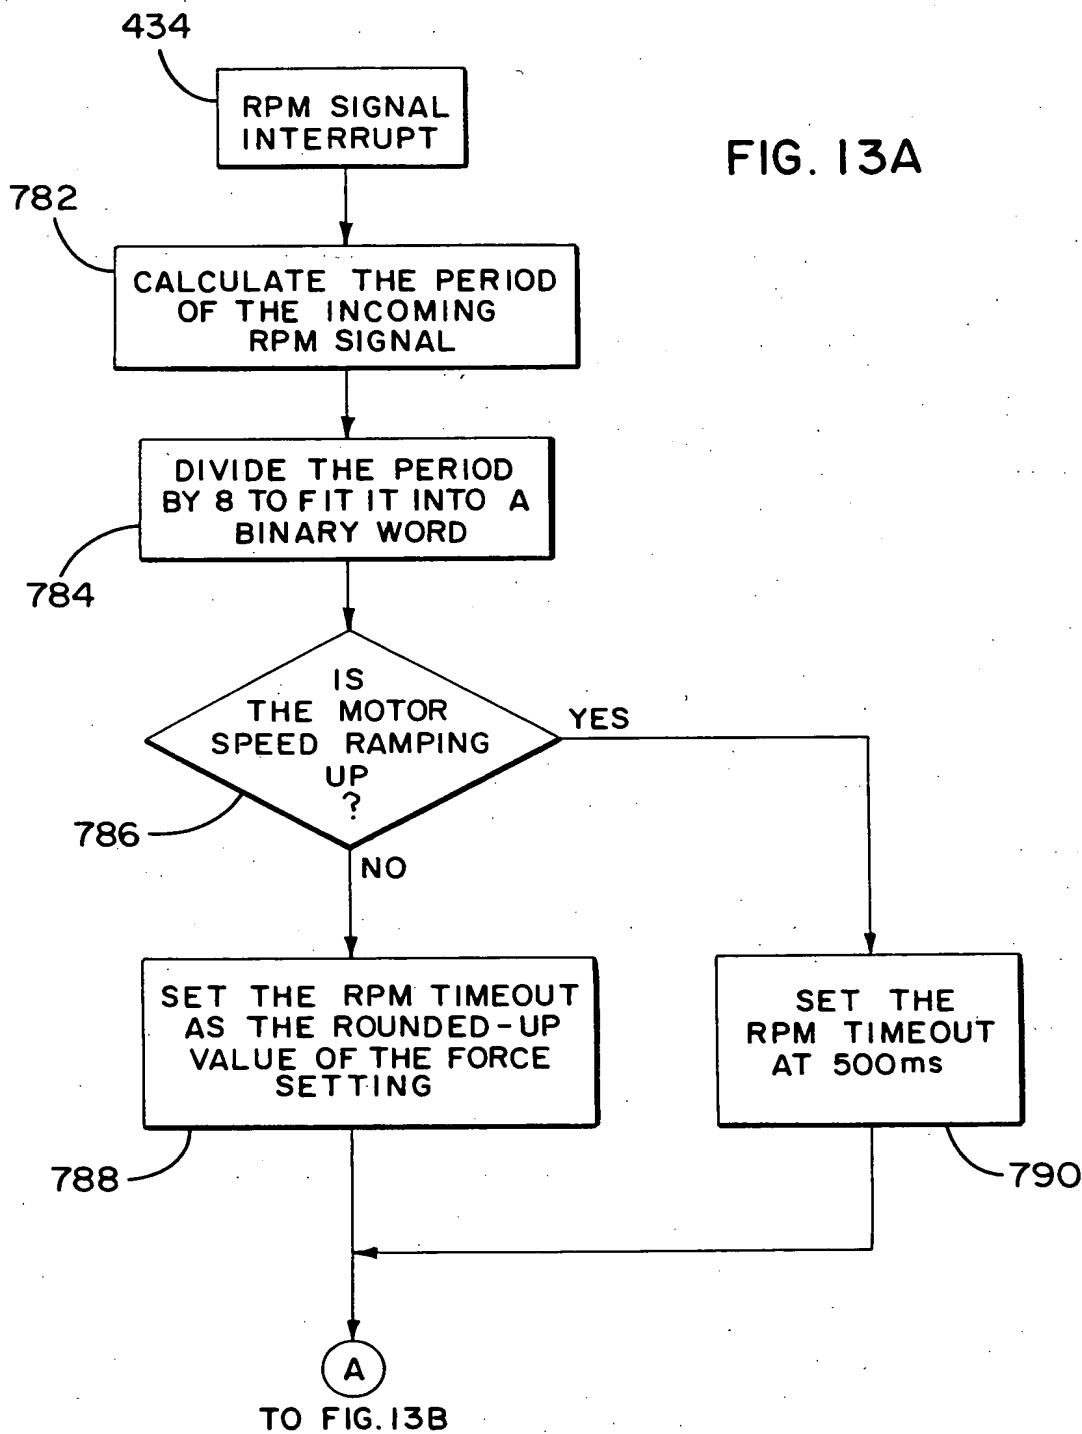 434
RPM SIGNAL
INTERRUPT
FIG. 13A
782
CALCULATE THE PERIOD
OF THE INCOMING
RPM SIGNAL
DIVIDE THE PERIOD
BY 8 TO FIT IT INTO A
BINARY WORD
784
IS
THE MOTOR
SPEED RAMPING
UP
?
YES
786
NO
SET THE RPM TIMEOUT
AS THE ROUNDED-UP
VALUE OF THE FORCE
SETTING
SET THE
RPM TIMEOUT
AT 500ms
788
790
A
TO FIG. 13B